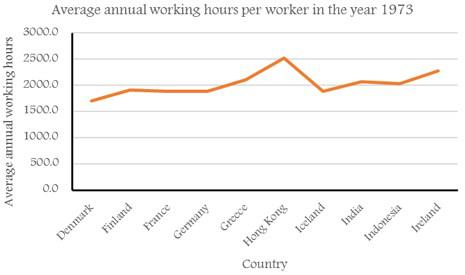 Average annual working hours per worker in the year 1973
Average annual working hours
3000.0
2500.0
2000.0
1500.0
1000.0
500.0
0.0
Denmark
Finland
France
Germany
Greece
Hong Kong
Iceland
India
Indonesia
Ireland
Country